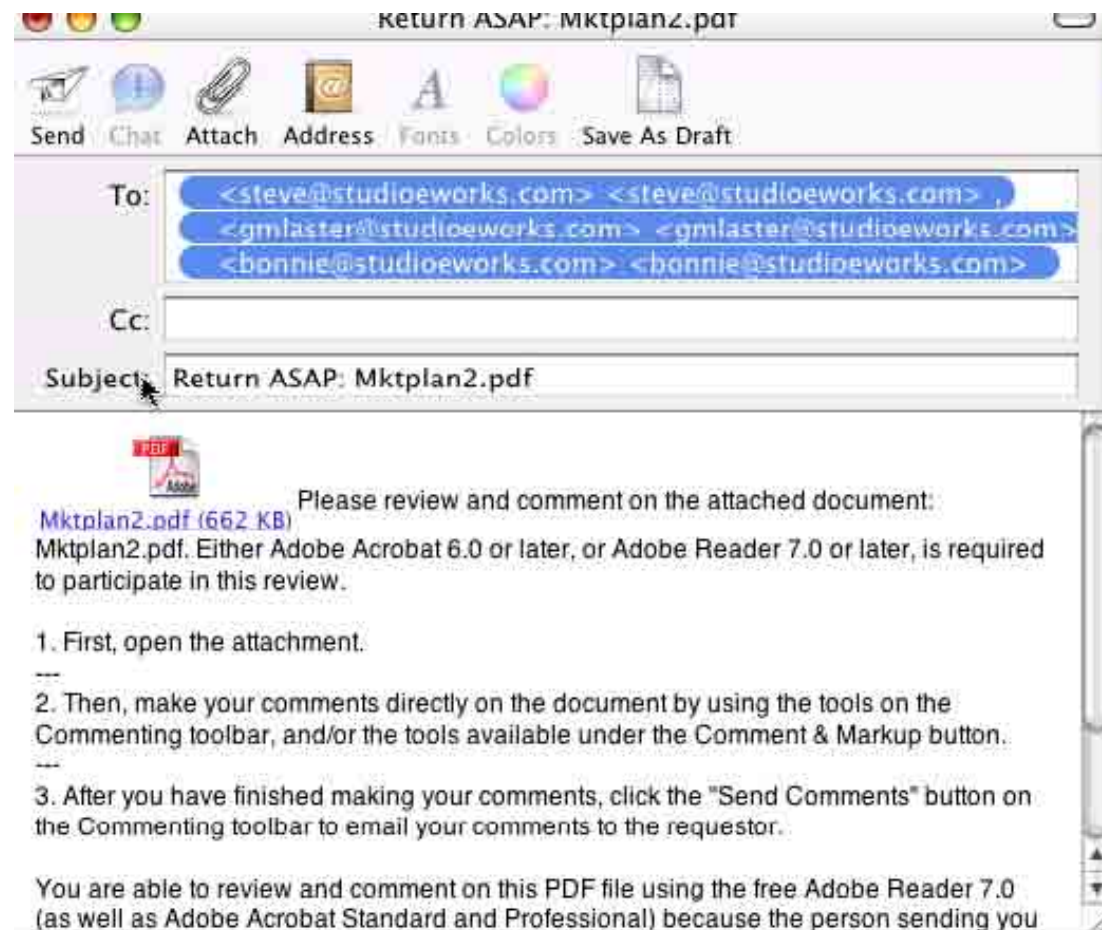 Return ASAP: Mktplan2.pdf
Send Chat Attach Address Fonts Colors Save As Draft
To: <steve@studioeworks.com> <steve@studioeworks.com> ,
<gmlaster@studioeworks.com> <gmlaster@studioeworks.com>
<bonnie@studioeworks.com> <bonnie@studioeworks.com>
Cc:
Subject: Return ASAP: Mktplan2.pdf
PDF
Adobe
Please review and comment on the attached document:
Mktplan2.pdf (662 KB)
Mktplan2.pdf. Either Adobe Acrobat 6.0 or later, or Adobe Reader 7.0 or later, is required
to participate in this review.
1. First, open the attachment.
---
2. Then, make your comments directly on the document by using the tools on the
Commenting toolbar, and/or the tools available under the Comment & Markup button.
---
3. After you have finished making your comments, click the "Send Comments" button on
the Commenting toolbar to email your comments to the requestor.
You are able to review and comment on this PDF file using the free Adobe Reader 7.0
(as well as Adobe Acrobat Standard and Professional) because the person sending you